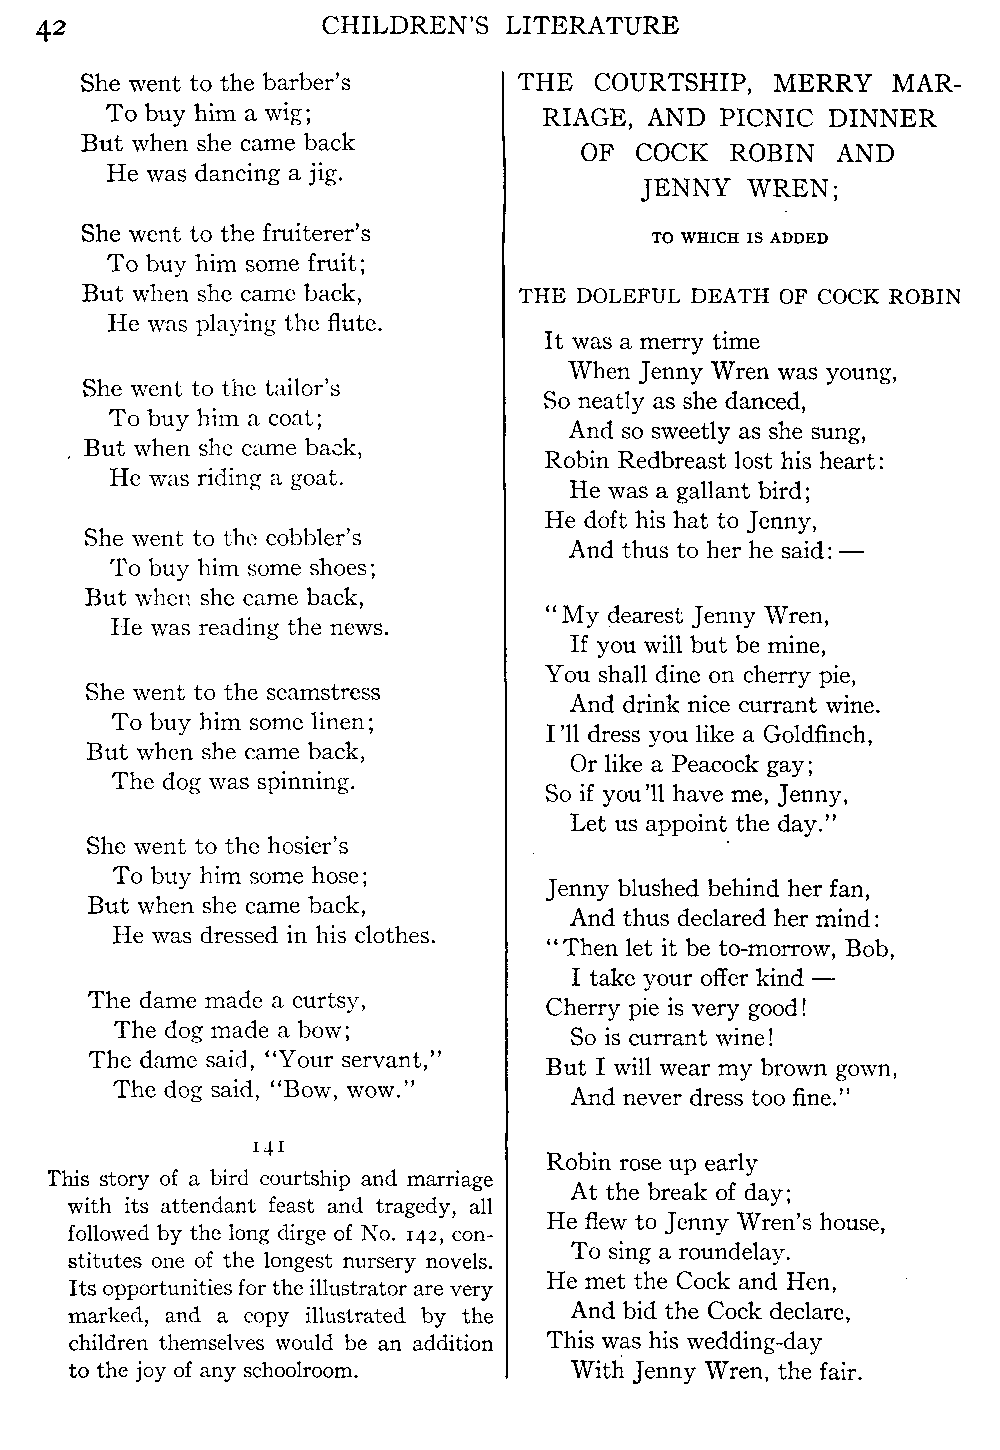 42
CHILDREN'S LITERATURE
She went to the barber's
To buy him a wig;
But when she came back
He was dancing a jig.
She went to the fruiterer's
To buy him some fruit;
But when she came back,
He was playing the flute.
She went to the tailor's
To buy him a coat;
But when she came back,
He was riding a goat.
She went to the cobbler's
To buy him some shoes;
But when she came back,
He was reading the news.
She went to the seamstress
To buy him some linen;
But when she came back,
The dog was spinning.
She went to the hosier's
To buy him some hose;
But when she came back,
He was dressed in his clothes.
The dame made a curtsy,
The dog made a bow;
The dame said, "Your servant,"
The dog said, "Bow, wow."
141
This story of a bird courtship and marriage
with its attendant feast and tragedy, all
followed by the long dirge of No. 142, con-
stitutes one of the longest nursery novels.
Its opportunities for the illustrator are very
marked, and a copy illustrated by the
children themselves would be an addition
to the joy of any schoolroom.
THE COURTSHIP, MERRY MAR-
RIAGE, AND PICNIC DINNER
OF COCK ROBIN AND
JENNY WREN;
TO WHICH IS ADDED
THE DOLEFUL DEATH OF COCK ROBIN
It was a merry time
When Jenny Wren was young,
So neatly as she danced,
And so sweetly as she sung,
Robin Redbreast lost his heart:
He was a gallant bird;
He doft his hat to Jenny,
And thus to her he said: —
"My dearest Jenny Wren,
If you will but be mine,
You shall dine on cherry pie,
And drink nice currant wine.
I'll dress you like a Goldfinch,
Or like a Peacock gay;
So if you'll have me, Jenny,
Let us appoint the day."
Jenny blushed behind her fan,
And thus declared her mind:
"Then let it be to-morrow, Bob,
I take your offer kind —
Cherry pie is very good!
So is currant wine!
But I will wear my brown gown,
And never dress too fine."
Robin rose up early
At the break of day;
He flew to Jenny Wren's house,
To sing a roundelay.
He met the Cock and Hen,
And bid the Cock declare,
This was his wedding-day
With Jenny Wren, the fair.